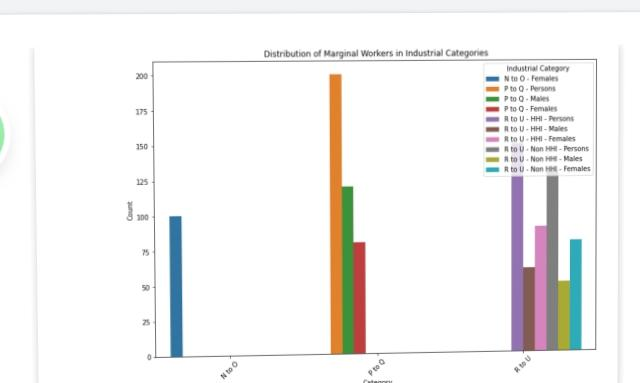 Distribution of Marginal Workers in Industrial Categories
200
175
150
125
100
75
50
25
0
Count
Industrial Category
N to O - Females
P to Q - Persons
P to Q - Males
P to Q - Females
R to U - HHI - Persons
R to U - HHI - Males
R to U - HHI - Females
R to U - Non HHI - Persons
R to U - Non HHI - Males
R to U - Non HHI - Females
N to O
P to Q
R to U
Category